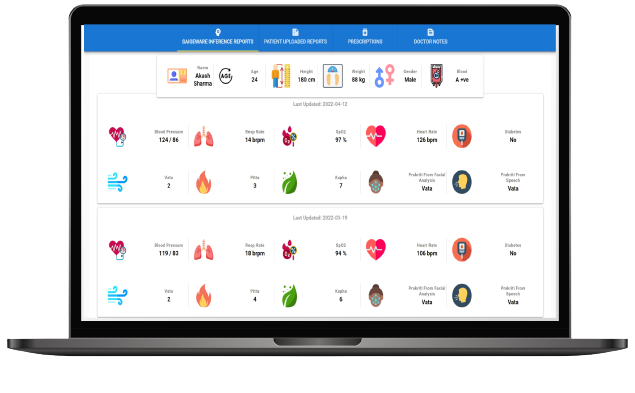 SAIGEWARE INFERENCE REPORTS
PATIENT UPLOADED REPORTS
PRESCRIPTIONS
DOCTOR NOTES
Name
Akash
Sharma
AGE
Age
24
Height
180 cm
Weight
88 kg
Gender
Male
Blood
A +ve
Last Updated: 2022-04-12
Blood Pressure
124 / 86
Resp Rate
14 brpm
SpO2
97 %
Heart Rate
126 bpm
Diabetes
No
Vata
2
Pitta
3
Kapha
7
Prakriti From Facial
Analysis
Vata
Prakriti From
Speech
Vata
Last Updated: 2022-03-19
Blood Pressure
119 / 83
Resp Rate
18 brpm
SpO2
94 %
Heart Rate
106 bpm
Diabetes
No
Vata
2
Pitta
4
Kapha
6
Prakriti From Facial
Analysis
Vata
Prakriti From
Speech
Vata